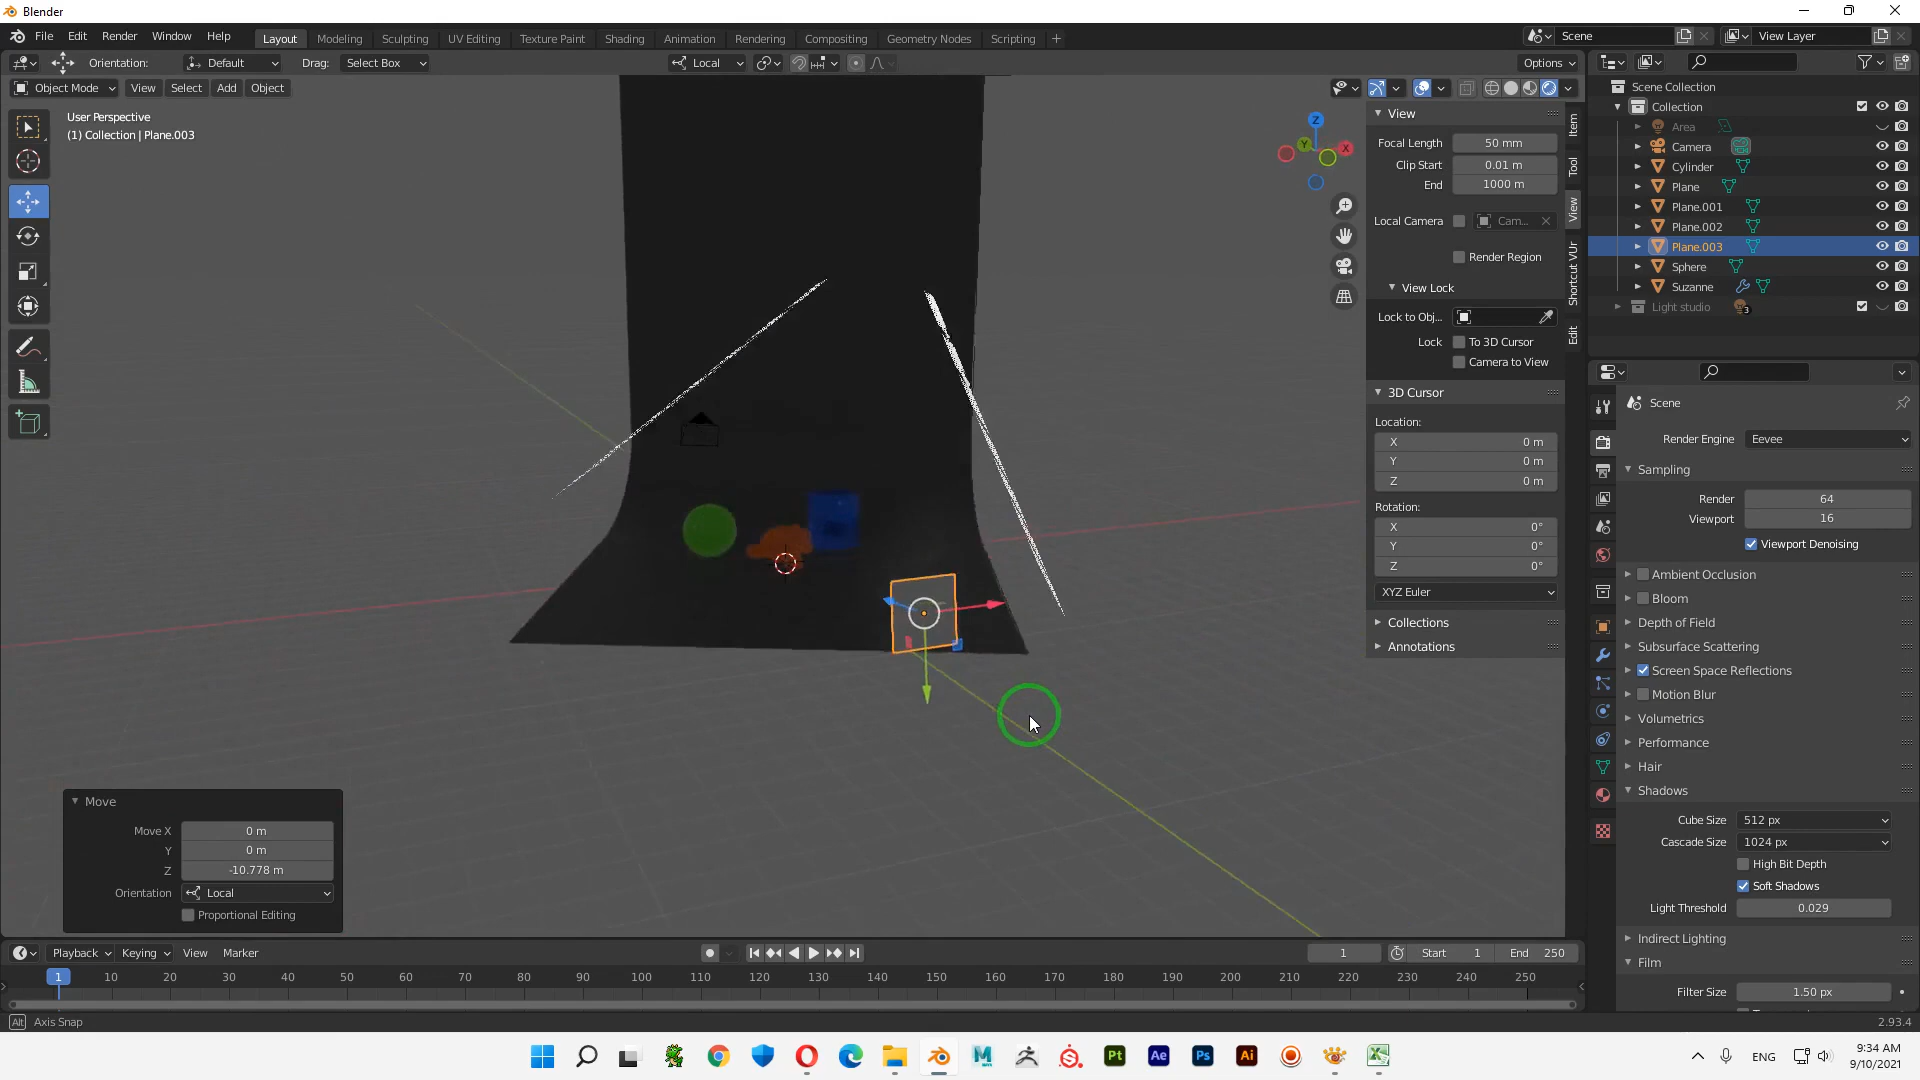 Blender
File Edit Render Window Help
Layout Modeling Sculpting UV Editing Texture Paint Shading Animation Rendering Compositing Geometry Nodes Scripting +
Scene
View Layer
Orientation: Default Drag: Select Box
Local
Options
Object Mode View Select Add Object
User Perspective
(1) Collection | Plane.003
Z
Y
X
View
Focal Length 50 mm
Clip Start 0.01 m
End 1000 m
Local Camera Cam...
Render Region
View Lock
Lock to Obj...
Lock To 3D Cursor
Camera to View
3D Cursor
Location:
X 0 m
Y 0 m
Z 0 m
Rotation:
X 0°
Y 0°
Z 0°
XYZ Euler
Collections
Annotations
Item
Tool
View
Shortcut VUr
Edit
Scene Collection
Collection
Area
Camera
Cylinder
Plane
Plane.001
Plane.002
Plane.003
Sphere
Suzanne
Light studio 3
Scene
Render Engine Eevee
Sampling
Render 64
Viewport 16
Viewport Denoising
Ambient Occlusion
Bloom
Depth of Field
Subsurface Scattering
Screen Space Reflections
Motion Blur
Volumetrics
Performance
Hair
Shadows
Cube Size 512 px
Cascade Size 1024 px
High Bit Depth
Soft Shadows
Light Threshold 0.029
Indirect Lighting
Film
Filter Size 1.50 px
Move
Move X 0 m
Y 0 m
Z -10.778 m
Orientation Local
Proportional Editing
Playback Keying View Marker
1 Start 1 End 250
1 10 20 30 40 50 60 70 80 90 100 110 120 130 140 150 160 170 180 190 200 210 220 230 240 250
Alt Axis Snap
2.93.4
Pt Ae Ps Ai
ENG
9:34 AM
9/10/2021